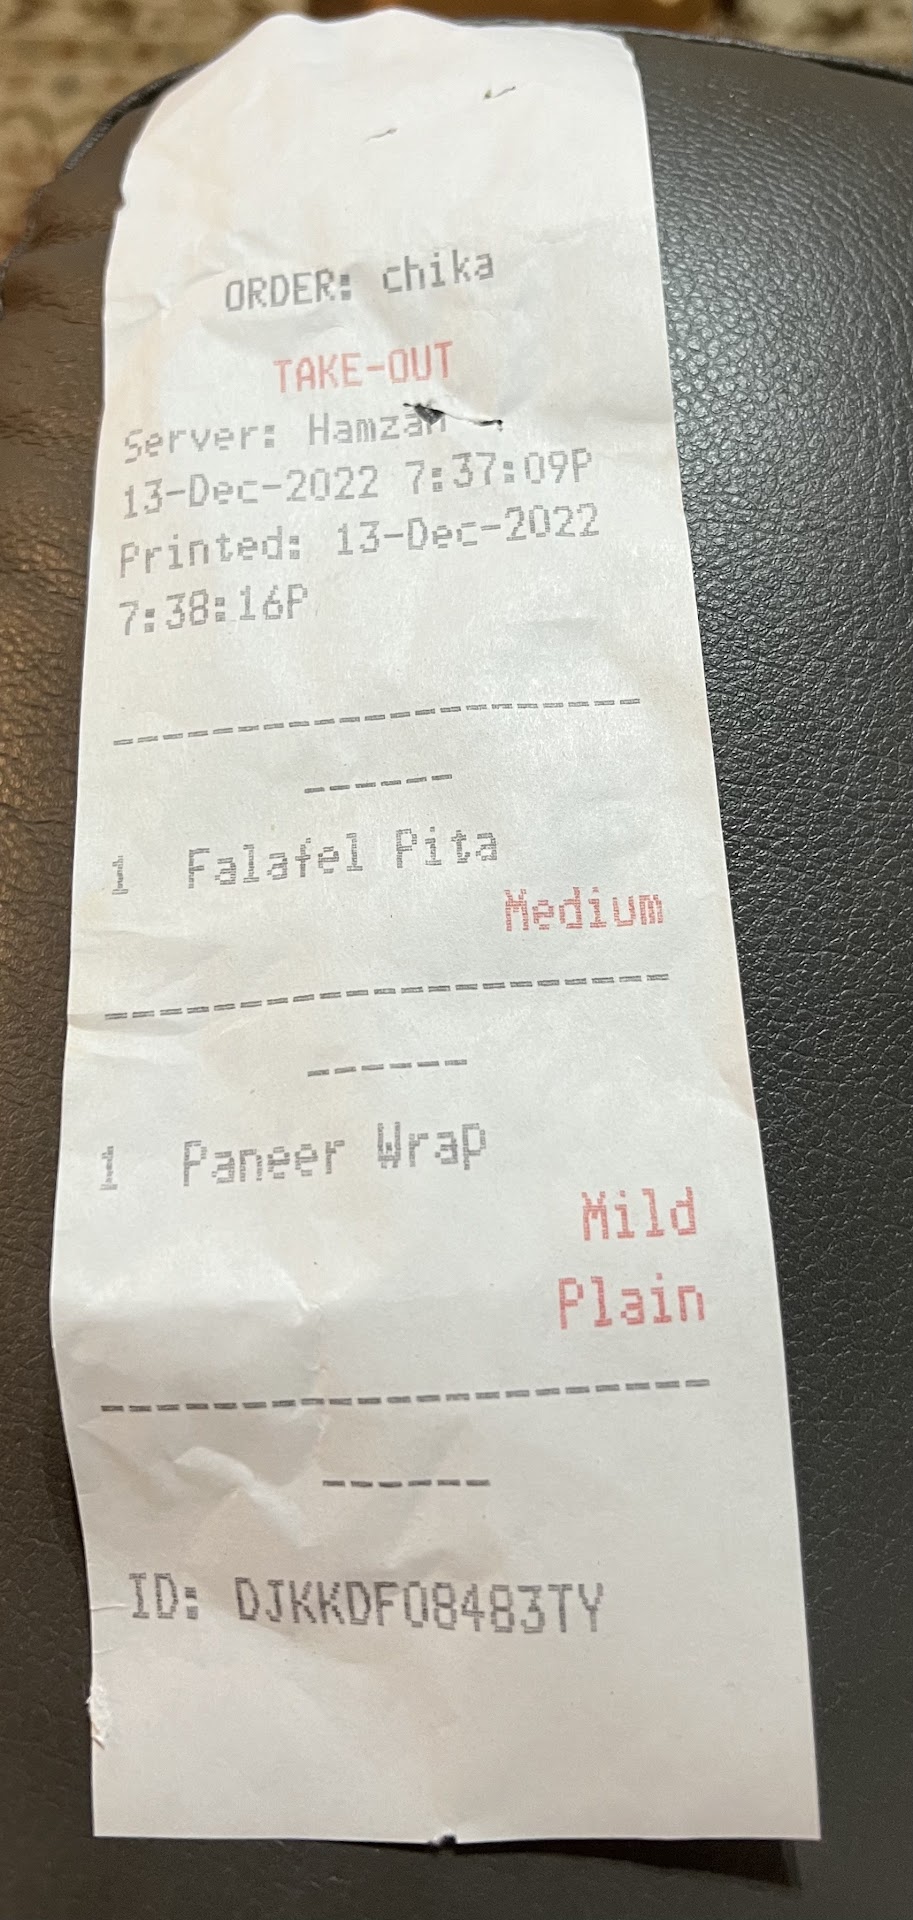 ORDER: chika
TAKE-OUT
Server: Hamzah
13-Dec-2022 7:37:09P
Printed: 13-Dec-2022
7:38:16P
--------------------
------
1 Falafel Pita
Medium
---------------------
------
1 Paneer Wrap
Mild
Plain
----------------------
------
ID: DJKKDF08483TY